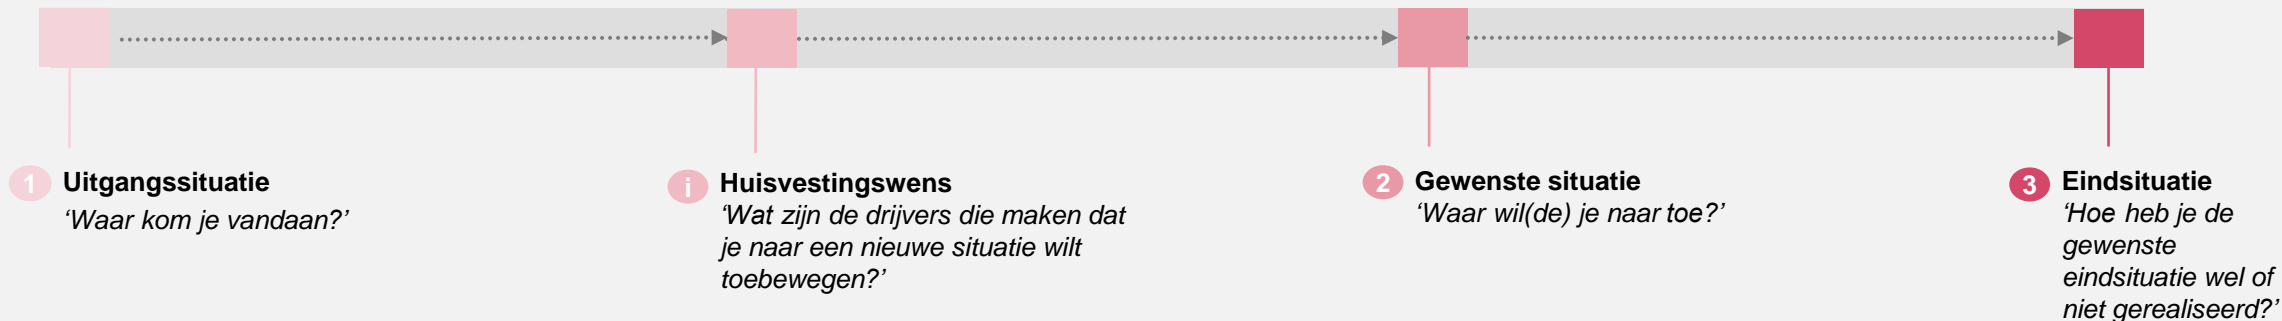 1 Uitgangssituatie
‘Waar kom je vandaan?’
i Huisvestingswens
‘Wat zijn de drijvers die maken dat
je naar een nieuwe situatie wilt
toebewegen?’
2 Gewenste situatie
‘Waar wil(de) je naar toe?’
3 Eindsituatie
‘Hoe heb je de
gewenste
eindsituatie wel of
niet gerealiseerd?’